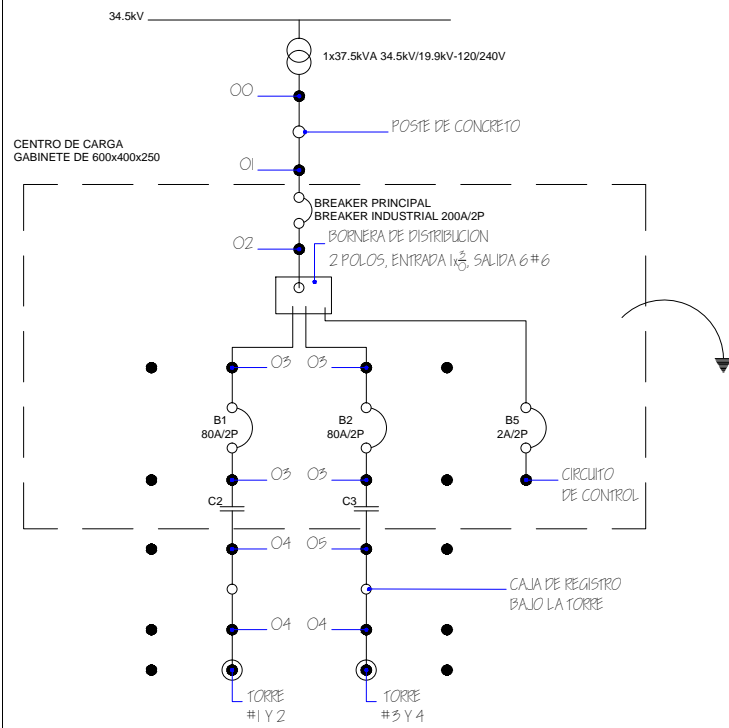 34.5kV
1x37.5kVA 34.5kV/19.9kV-120/240V
00
POSTE DE CONCRETO
CENTRO DE CARGA
GABINETE DE 600x400x250
01
BREAKER PRINCIPAL
BREAKER INDUSTRIAL 200A/2P
02
BORNERA DE DISTRIBUCION
2 POLOS, ENTRADA 1x3/0, SALIDA 6#6
03 03
B1
80A/2P
B2
80A/2P
B5
2A/2P
03 03
CIRCUITO
DE CONTROL
C2
C3
04 05
CAJA DE REGISTRO
BAJO LA TORRE
04 04
TORRE
#1 Y 2
TORRE
#3 Y 4